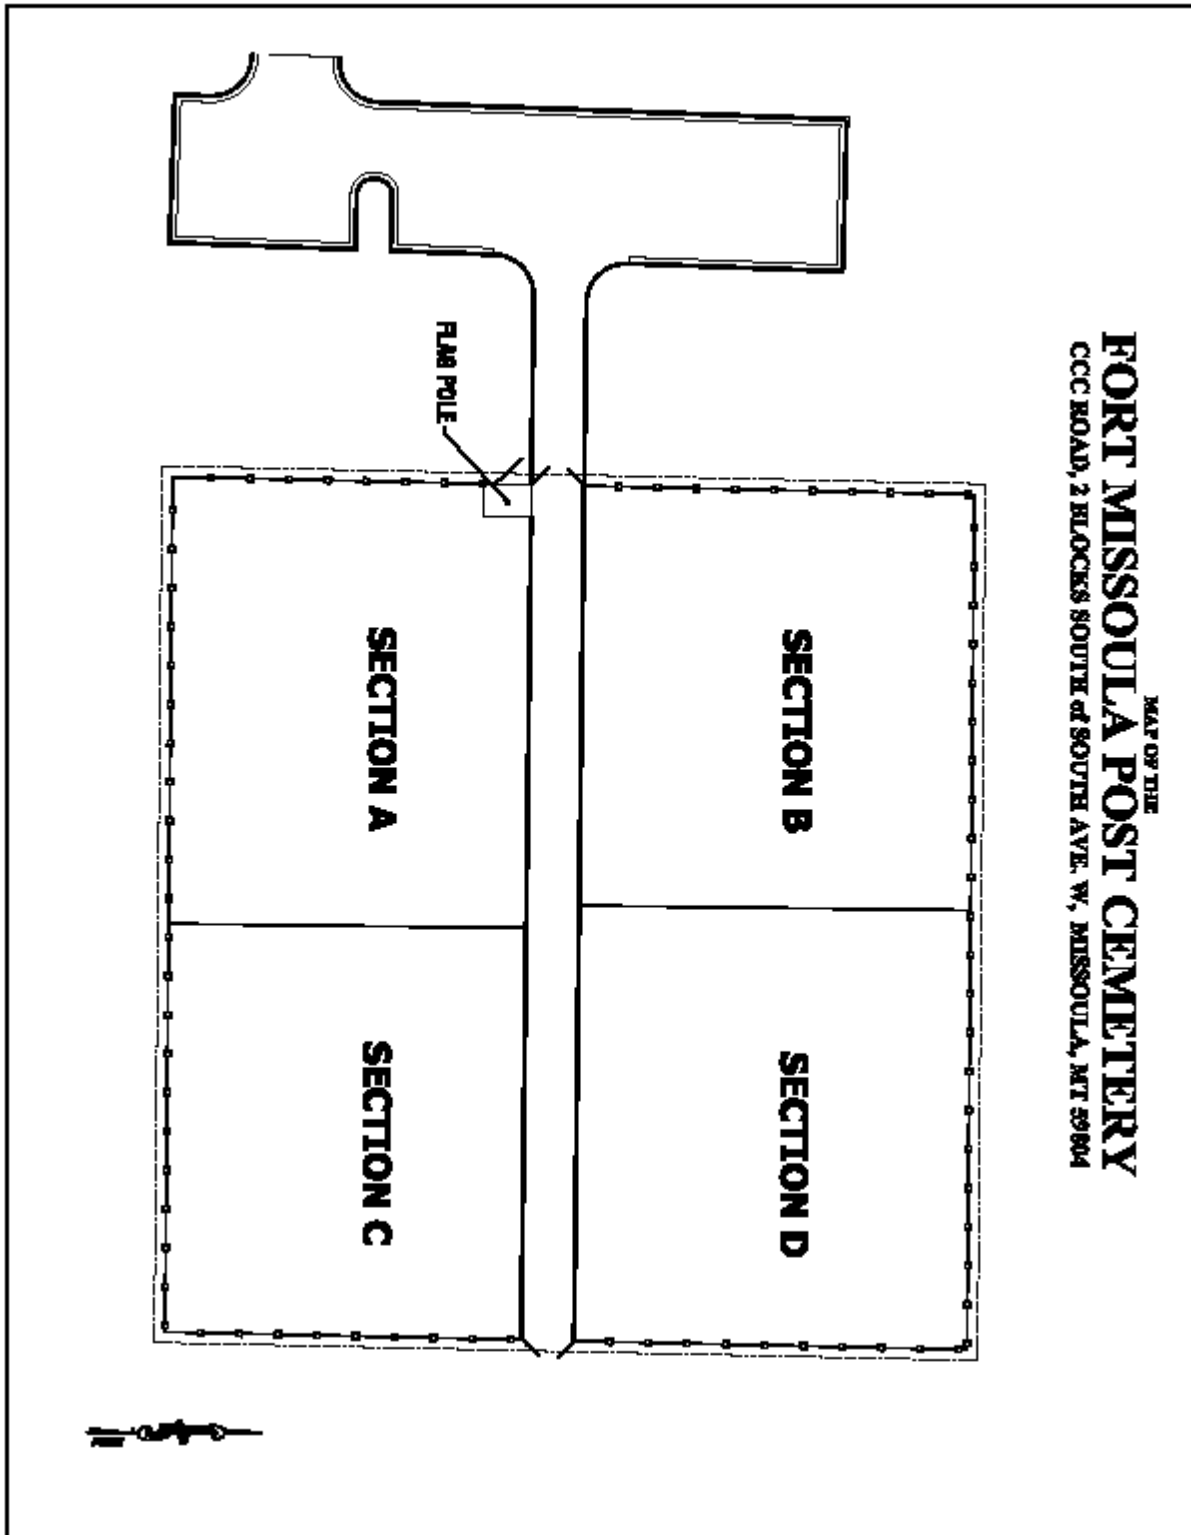 MAP OF THE
FORT MISSOULA POST CEMETERY
CCC ROAD, 2 BLOCKS SOUTH of SOUTH AVE. W, MISSOULA, MT 59804
FLAG POLE
SECTION B
SECTION A
SECTION D
SECTION C